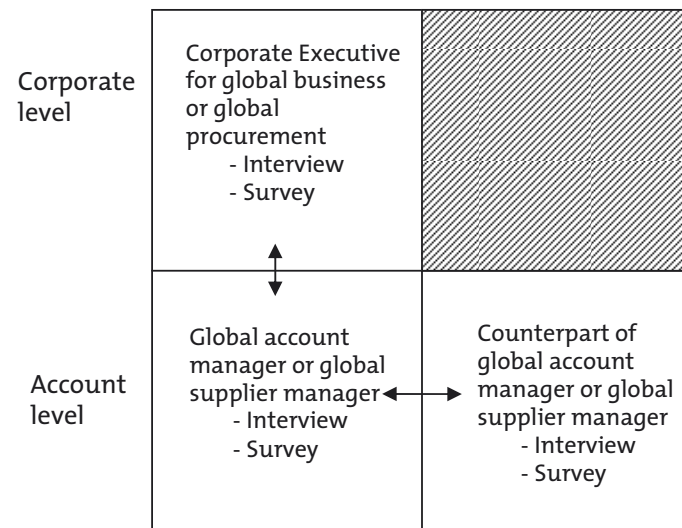 Corporate
level
Corporate Executive
for global business
or global
procurement
- Interview
- Survey
Account
level
Global account
manager or global
supplier manager
- Interview
- Survey
Counterpart of
global account
manager or global
supplier manager
- Interview
- Survey